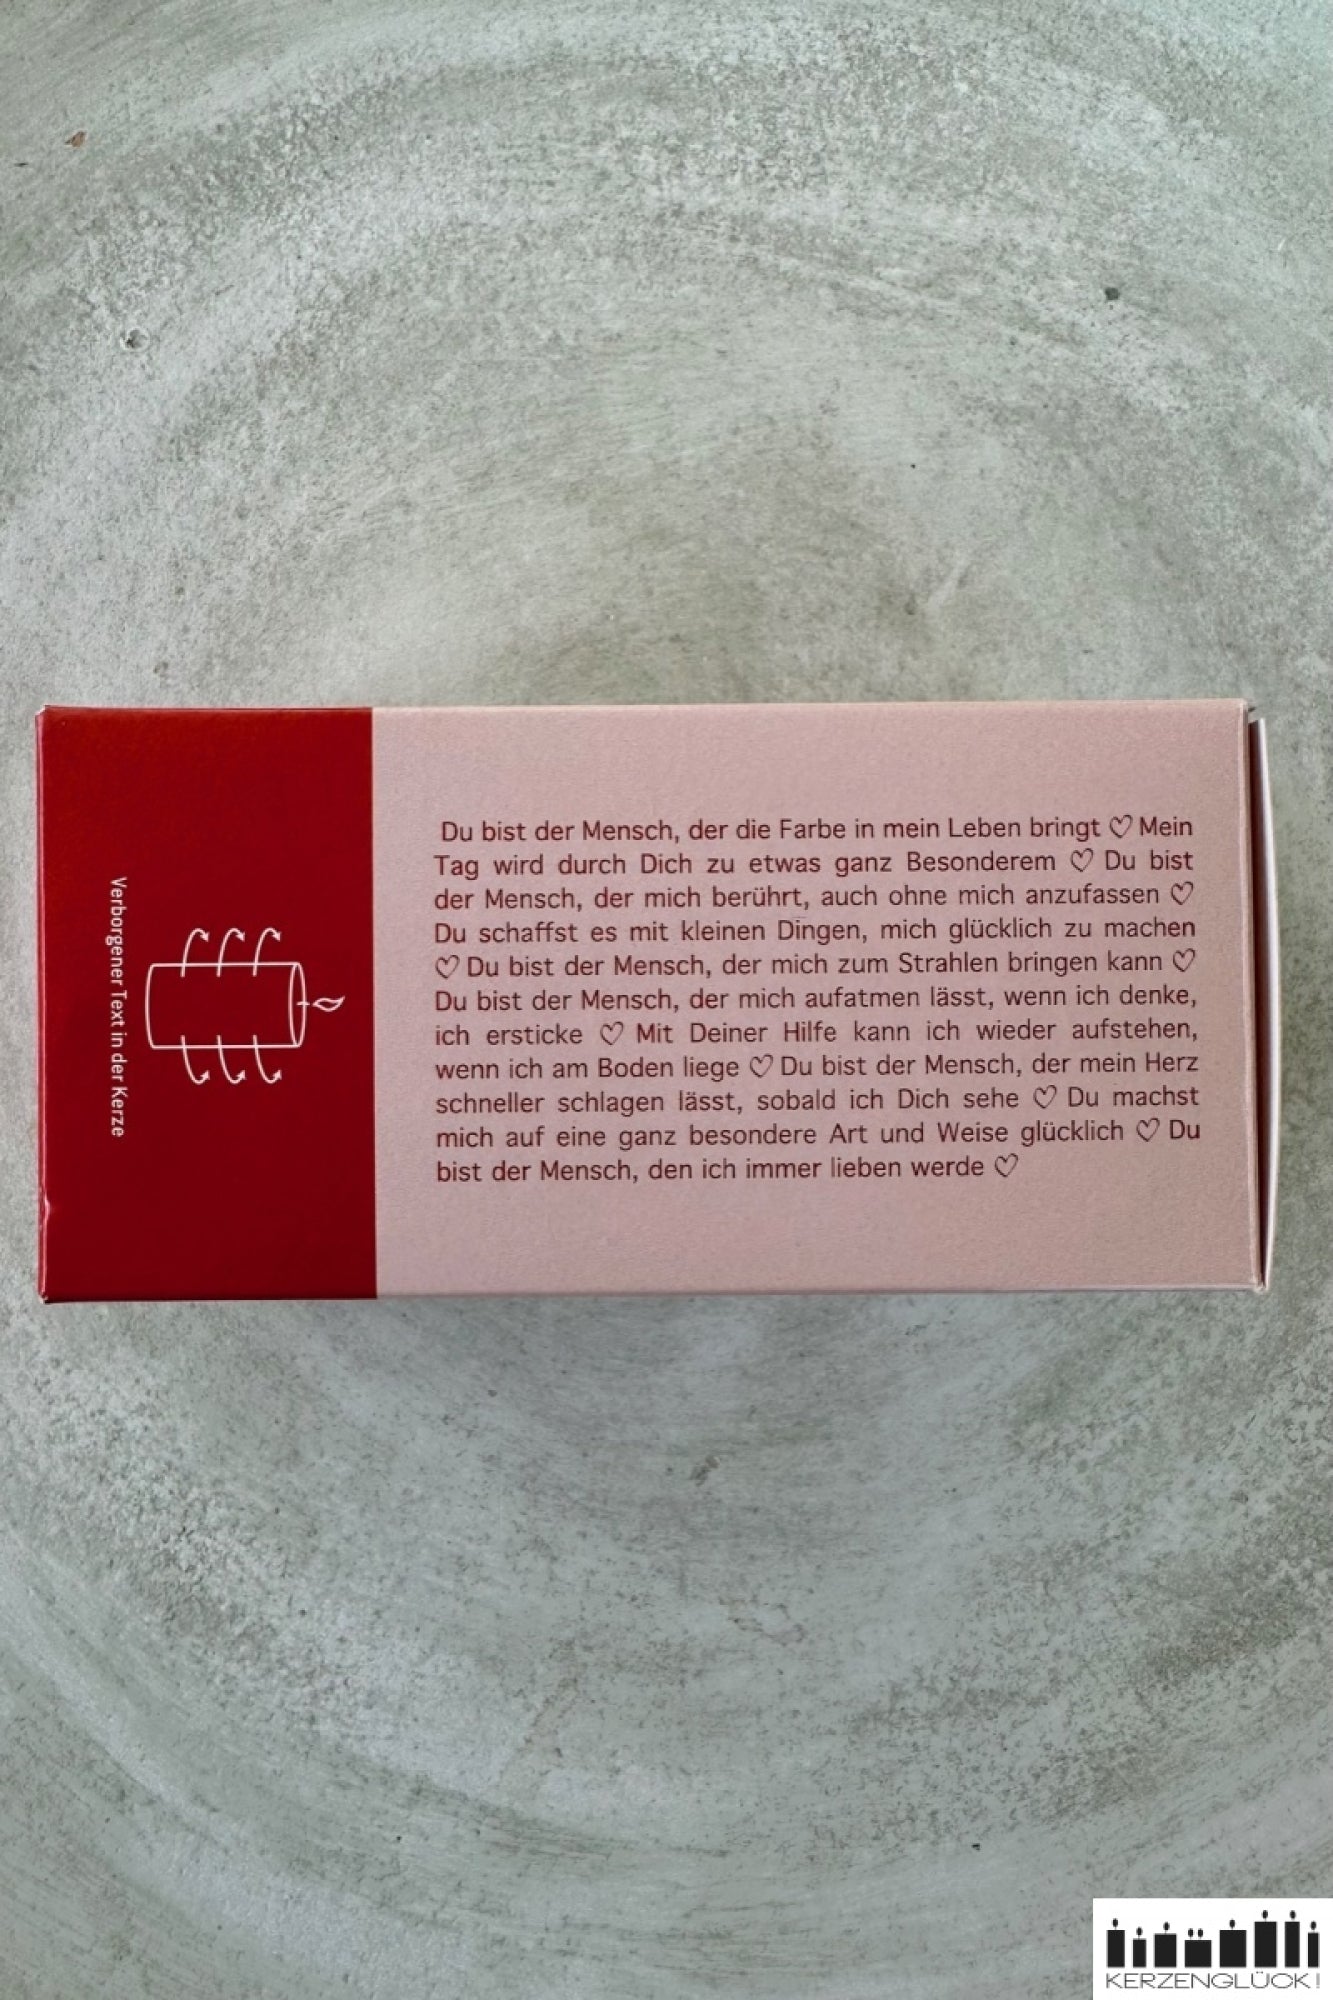 Du bist der Mensch, der die Farbe in mein Leben bringt ♡ Mein
Tag wird durch Dich zu etwas ganz Besonderem ♡ Du bist
der Mensch, der mich berührt, auch ohne mich anzufassen ♡
Du schaffst es mit kleinen Dingen, mich glücklich zu machen
♡ Du bist der Mensch, der mich zum Strahlen bringen kann ♡
Du bist der Mensch, der mich aufatmen lässt, wenn ich denke,
ich ersticke ♡ Mit Deiner Hilfe kann ich wieder aufstehen,
wenn ich am Boden liege ♡ Du bist der Mensch, der mein Herz
schneller schlagen lässt, sobald ich Dich sehe ♡ Du machst
mich auf eine ganz besondere Art und Weise glücklich ♡ Du
bist der Mensch, den ich immer lieben werde ♡
Verborgener Text in der Kerze
KERZENGLÜCK!